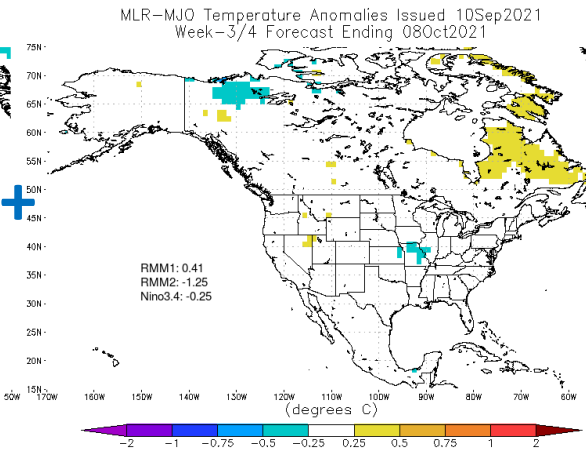 MLR-MJO Temperature Anomalies Issued 10Sep2021
Week-3/4 Forecast Ending 08Oct2021
75N
70N
65N
60N
55N
50N
45N
40N
35N
30N
25N
20N
15N
RMM1: 0.41
RMM2: -1.25
Nino3.4: -0.25
50W 170W 160W 150W 140W 130W 120W 110W 100W 90W 80W 70W 60W
(degrees C)
-2 -1 -0.75 -0.5 -0.25 0.25 0.5 0.75 1 2